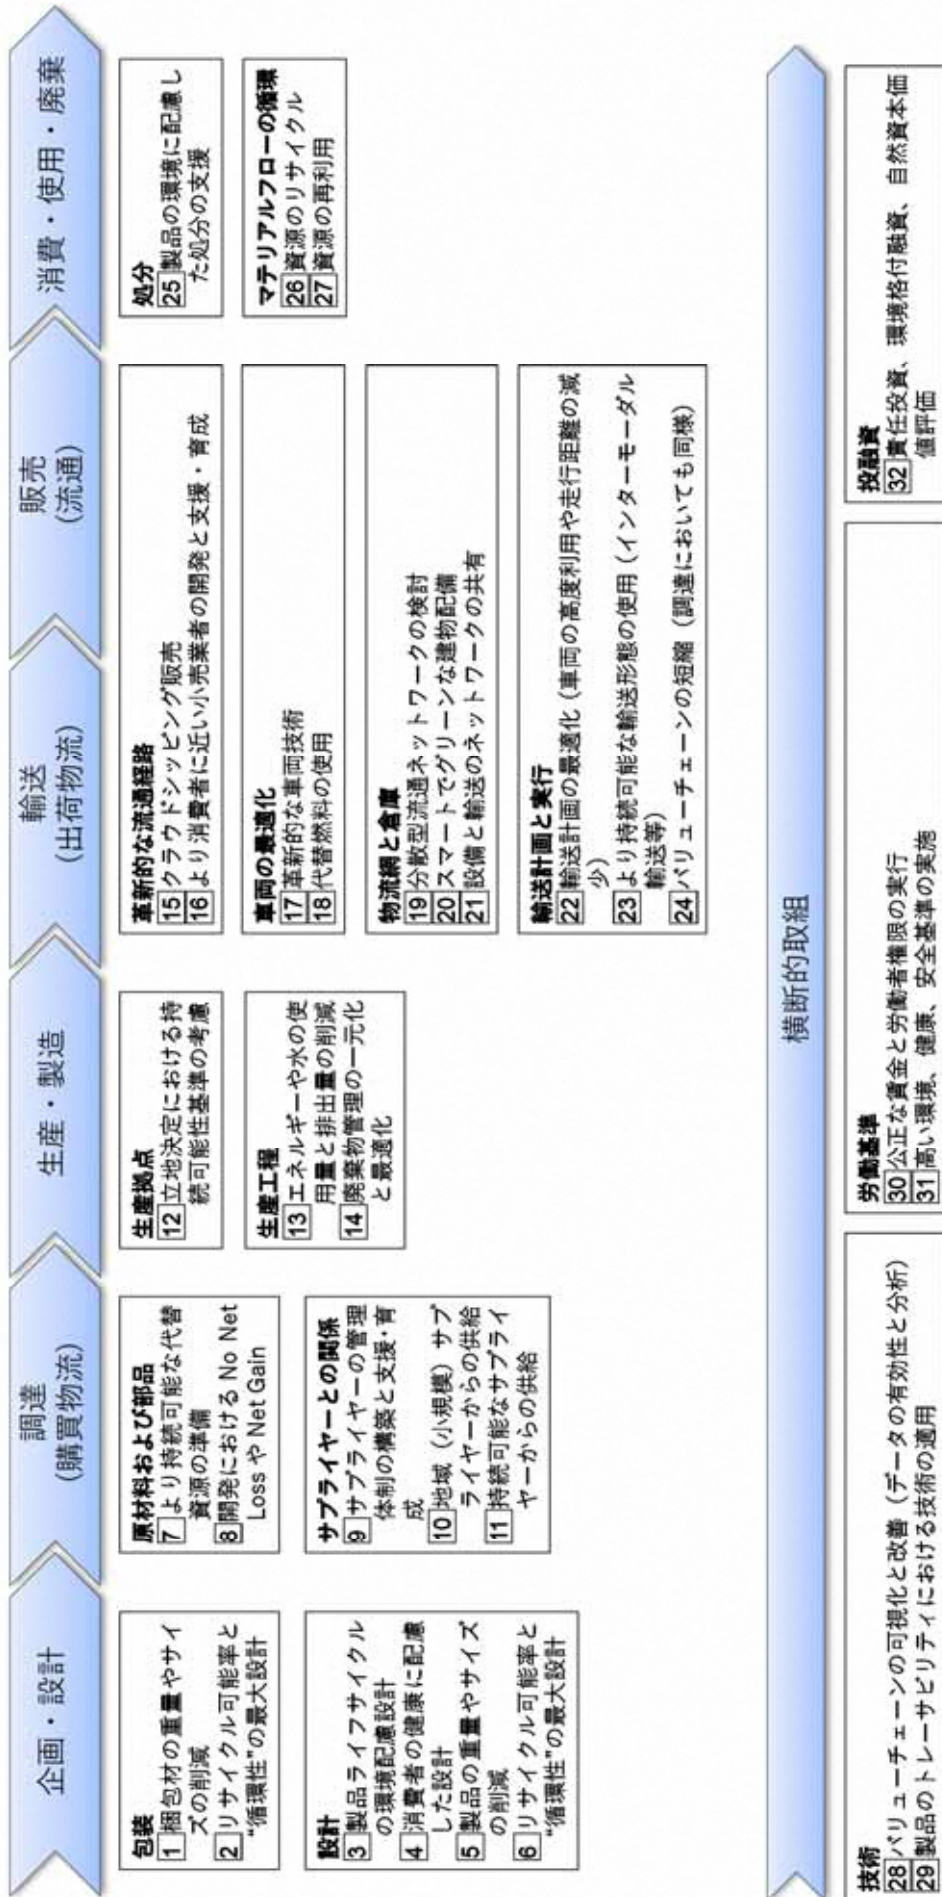 企画・設計
調達
(購買物流)
生産・製造
輸送
(出荷物流)
販売
(流通)
消費・使用・廃棄
包装
1 梱包材の重量やサイ
ズの削減
2 リサイクル可能率と
“循環性”の最大設計
設計
3 製品ライフサイクル
の環境配慮設計
4 消費者の健康に配慮
した設計
5 製品の重量やサイズ
の削減
6 リサイクル可能率と
“循環性”の最大設計
原材料および部品
7 より持続可能な代替
資源の準備
8 開発における No Net
Loss や Net Gain
サプライヤーとの関係
9 サプライヤーの管理
体制の構築と支援・育
成
10 地域（小規模）サプ
ライヤーからの供給
11 持続可能なサプライ
ヤーからの供給
生産拠点
12 立地決定における持
続可能性基準の考慮
生産工程
13 エネルギーや水の使
用量と排出量の削減
14 廃棄物管理の一元化
と最適化
革新的な流通経路
15 クラウドシッピング販売
16 より消費者に近い小売業者の開発と支援・育成
車両の最適化
17 革新的な車両技術
18 代替燃料の使用
物流網と倉庫
19 分散型流通ネットワークの検討
20 スマートでグリーンな建物配備
21 設備と輸送のネットワークの共有
輸送計画と実行
22 輸送計画の最適化（車両の高度利用や走行距離の減
少）
23 より持続可能な輸送形態の使用（インターモーダル
輸送等）
24 バリューチェーンの短縮（調達においても同様）
処分
25 製品の環境に配慮し
た処分の支援
マテリアルフローの循環
26 資源のリサイクル
27 資源の再利用
横断的取組
技術
28 バリューチェーンの可視化と改善（データの有効性と分析）
29 製品のトレーサビリティにおける技術の適用
労働基準
30 公正な賃金と労働者権限の実行
31 高い環境、健康、安全基準の実施
投融資
32 責任投資、環境格付融資、自然資本価
値評価